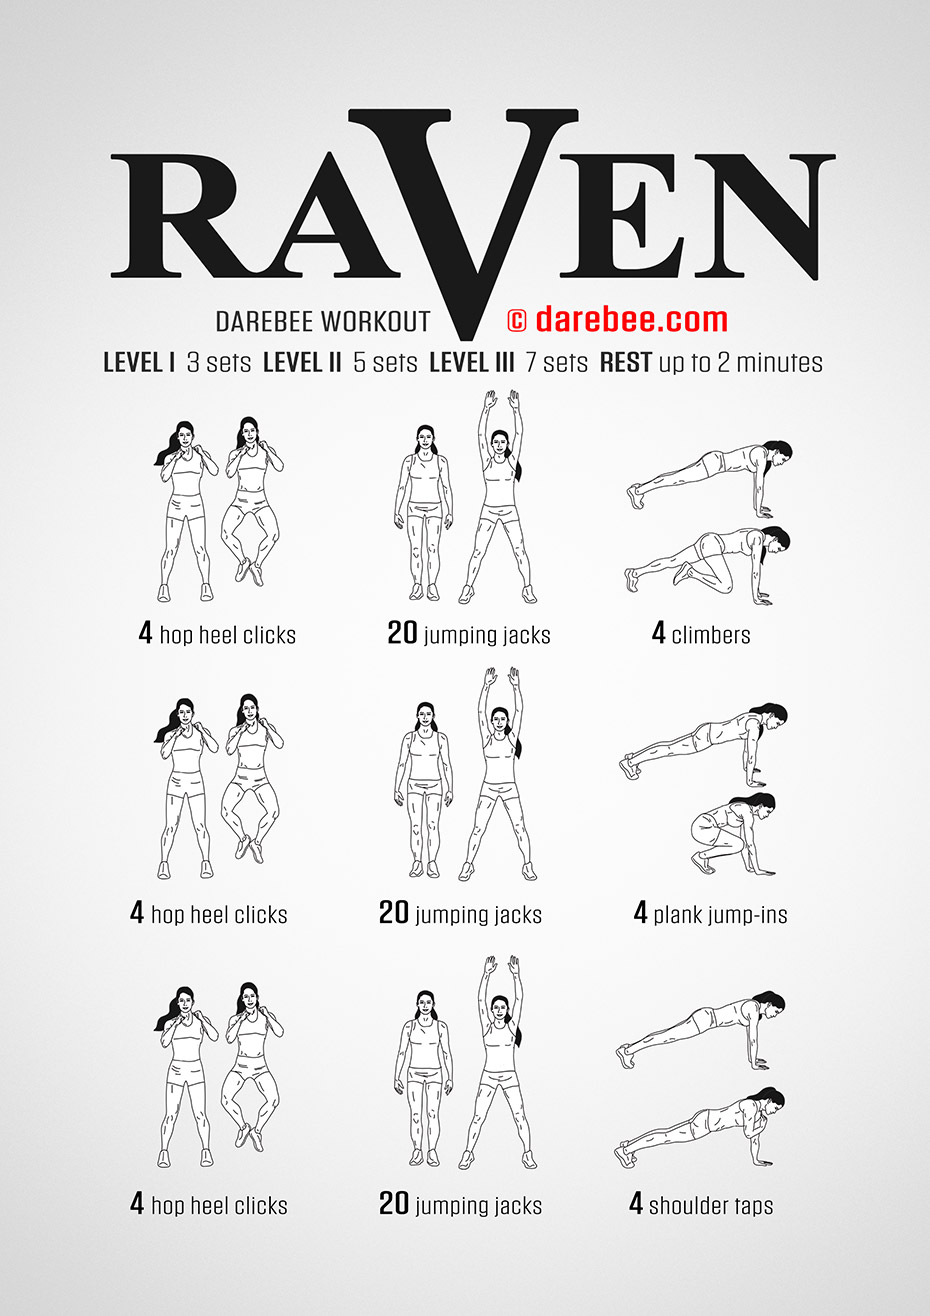 RAVEN
DAREBEE WORKOUT © darebee.com
LEVEL I 3 sets LEVEL II 5 sets LEVEL III 7 sets REST up to 2 minutes
4 hop heel clicks 20 jumping jacks 4 climbers
4 hop heel clicks 20 jumping jacks 4 plank jump-ins
4 hop heel clicks 20 jumping jacks 4 shoulder taps